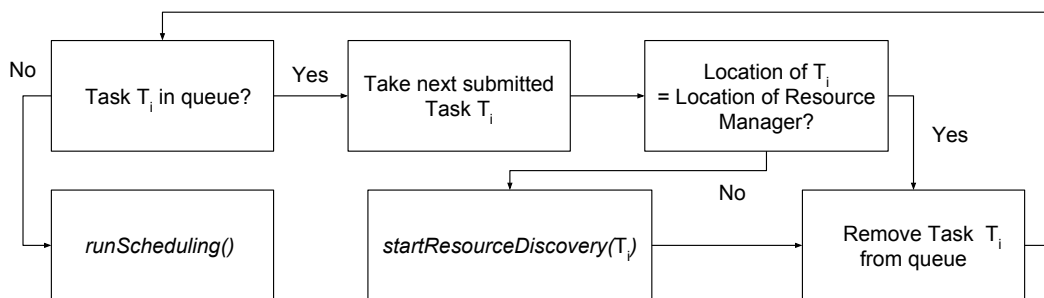 No
Task T_i in queue?
Yes
Take next submitted
Task T_i
Location of T_i
= Location of Resource
Manager?
Yes
No
runScheduling()
startResourceDiscovery(T_i)
Remove Task T_i
from queue